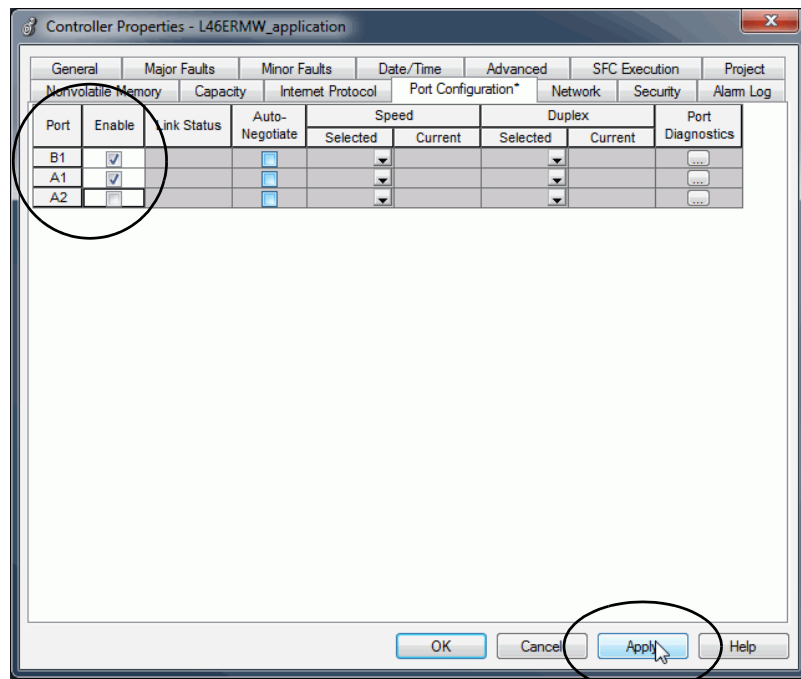 Controller Properties - L46ERMW_application
General Major Faults Minor Faults Date/Time Advanced SFC Execution Project
Nonvolatile Memory Capacity Internet Protocol Port Configuration* Network Security Alarm Log
Port Enable Link Status Auto-Negotiate Speed Duplex Port Diagnostics
Selected Current Selected Current
B1 ...
A1 ...
A2 ...
OK Cancel Apply Help